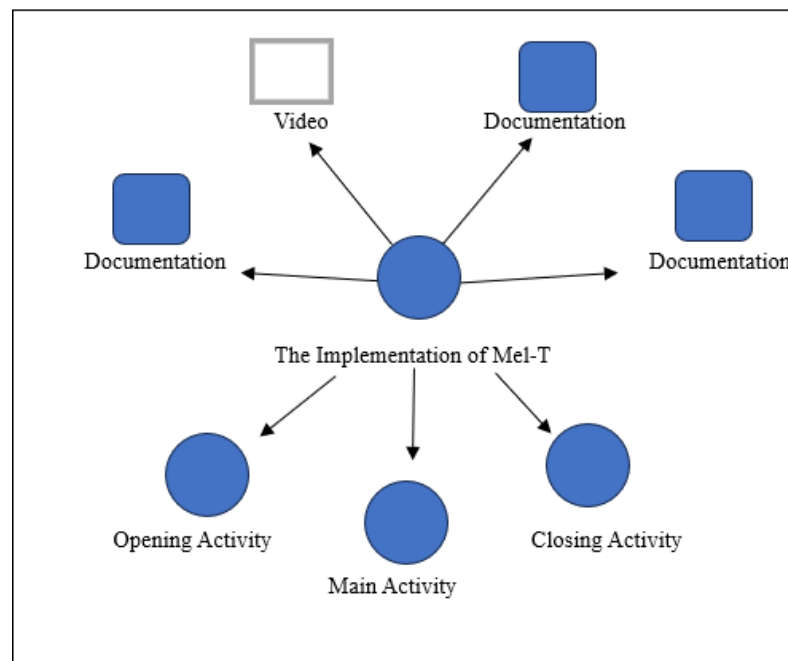 Video
Documentation
Documentation
Documentation
The Implementation of Mel-T
Opening Activity
Closing Activity
Main Activity